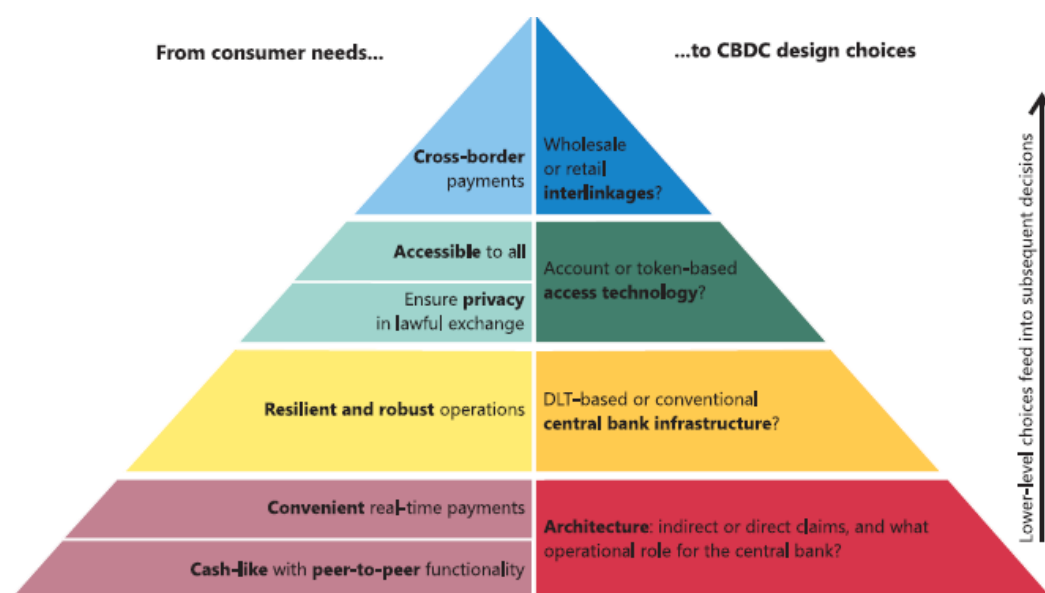 From consumer needs...
...to CBDC design choices
Cross-border
payments
Wholesale
or retail
interlinkages?
Accessible to all
Ensure privacy
in lawful exchange
Account or token-based
access technology?
Resilient and robust operations
DLT-based or conventional
central bank infrastructure?
Convenient real-time payments
Cash-like with peer-to-peer functionality
Architecture: indirect or direct claims, and what
operational role for the central bank?
Lower-level choices feed into subsequent decisions